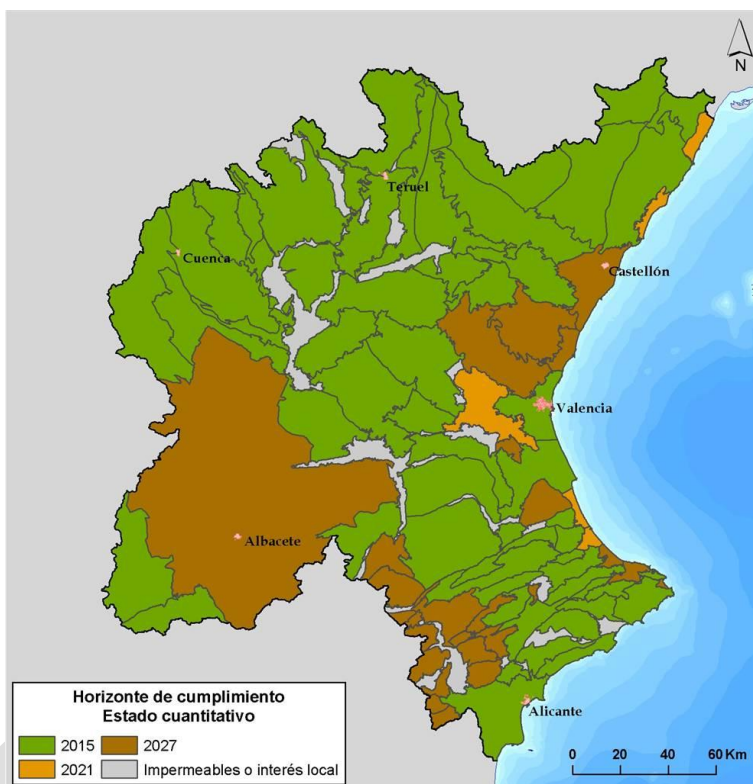 N
Teruel
Cuenca
Castellón
Valencia
Albacete
Alicante
Horizonte de cumplimiento
Estado cuantitativo
2015
2027
2021
Impermeables o interés local
0 20 40 60 Km